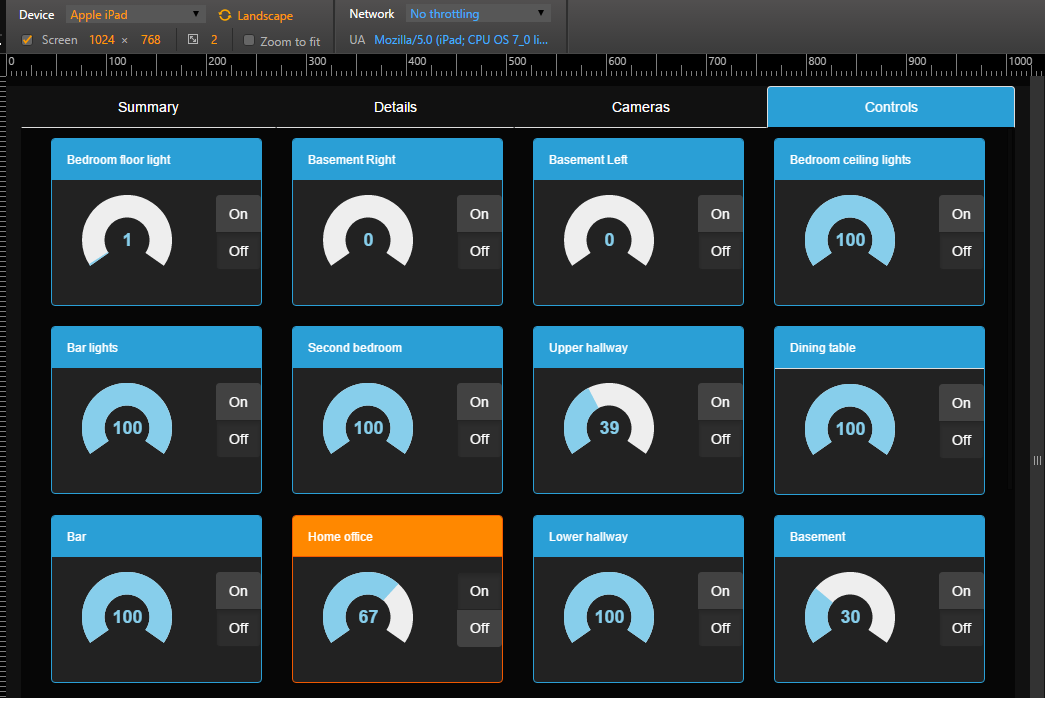 Device Apple iPad Landscape Network No throttling
Screen 1024 × 768 2 Zoom to fit UA Mozilla/5.0 (iPad; CPU OS 7_0 li...
0 100 200 300 400 500 600 700 800 900 1000
Summary Details Cameras Controls
Bedroom floor light Basement Right Basement Left Bedroom ceiling lights
On On On On
1 0 0 100
Off Off Off Off
Bar lights Second bedroom Upper hallway Dining table
On On On On
100 100 39 100
Off Off Off Off
Bar Home office Lower hallway Basement
On On On On
100 67 100 30
Off Off Off Off